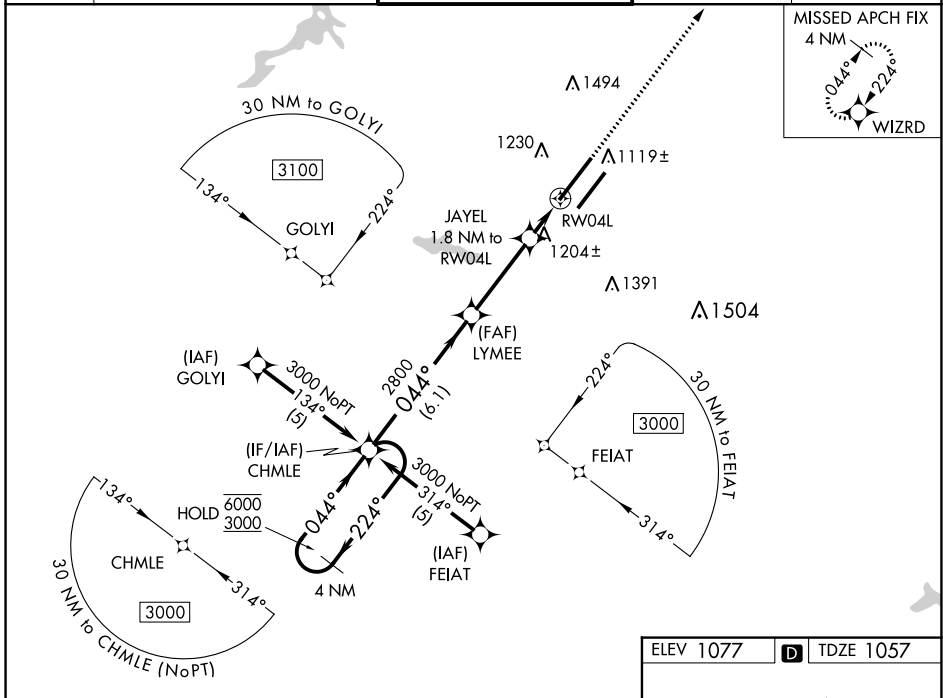 MISSED APCH FIX
4 NM
044°
224°
WIZRD
1494
30 NM to GOLYI
1230
1119±
3100
134°
224°
GOLYI
JAYEL
1.8 NM to
RW04L
RW04L
1204±
1391
1504
(FAF)
LYMEE
(IAF)
GOLYI
3000 NoPT
134°
(5)
2800
044°
(6.1)
224°
30 NM to FEIAT
3000
FEIAT
314°
(IF/IAF)
CHMLE
3000 NoPT
314°
(5)
HOLD
6000
3000
044°
224°
4 NM
(IAF)
FEIAT
134°
CHMLE
314°
3000
30 NM to CHMLE (NoPT)
ELEV 1077
D
TDZE 1057